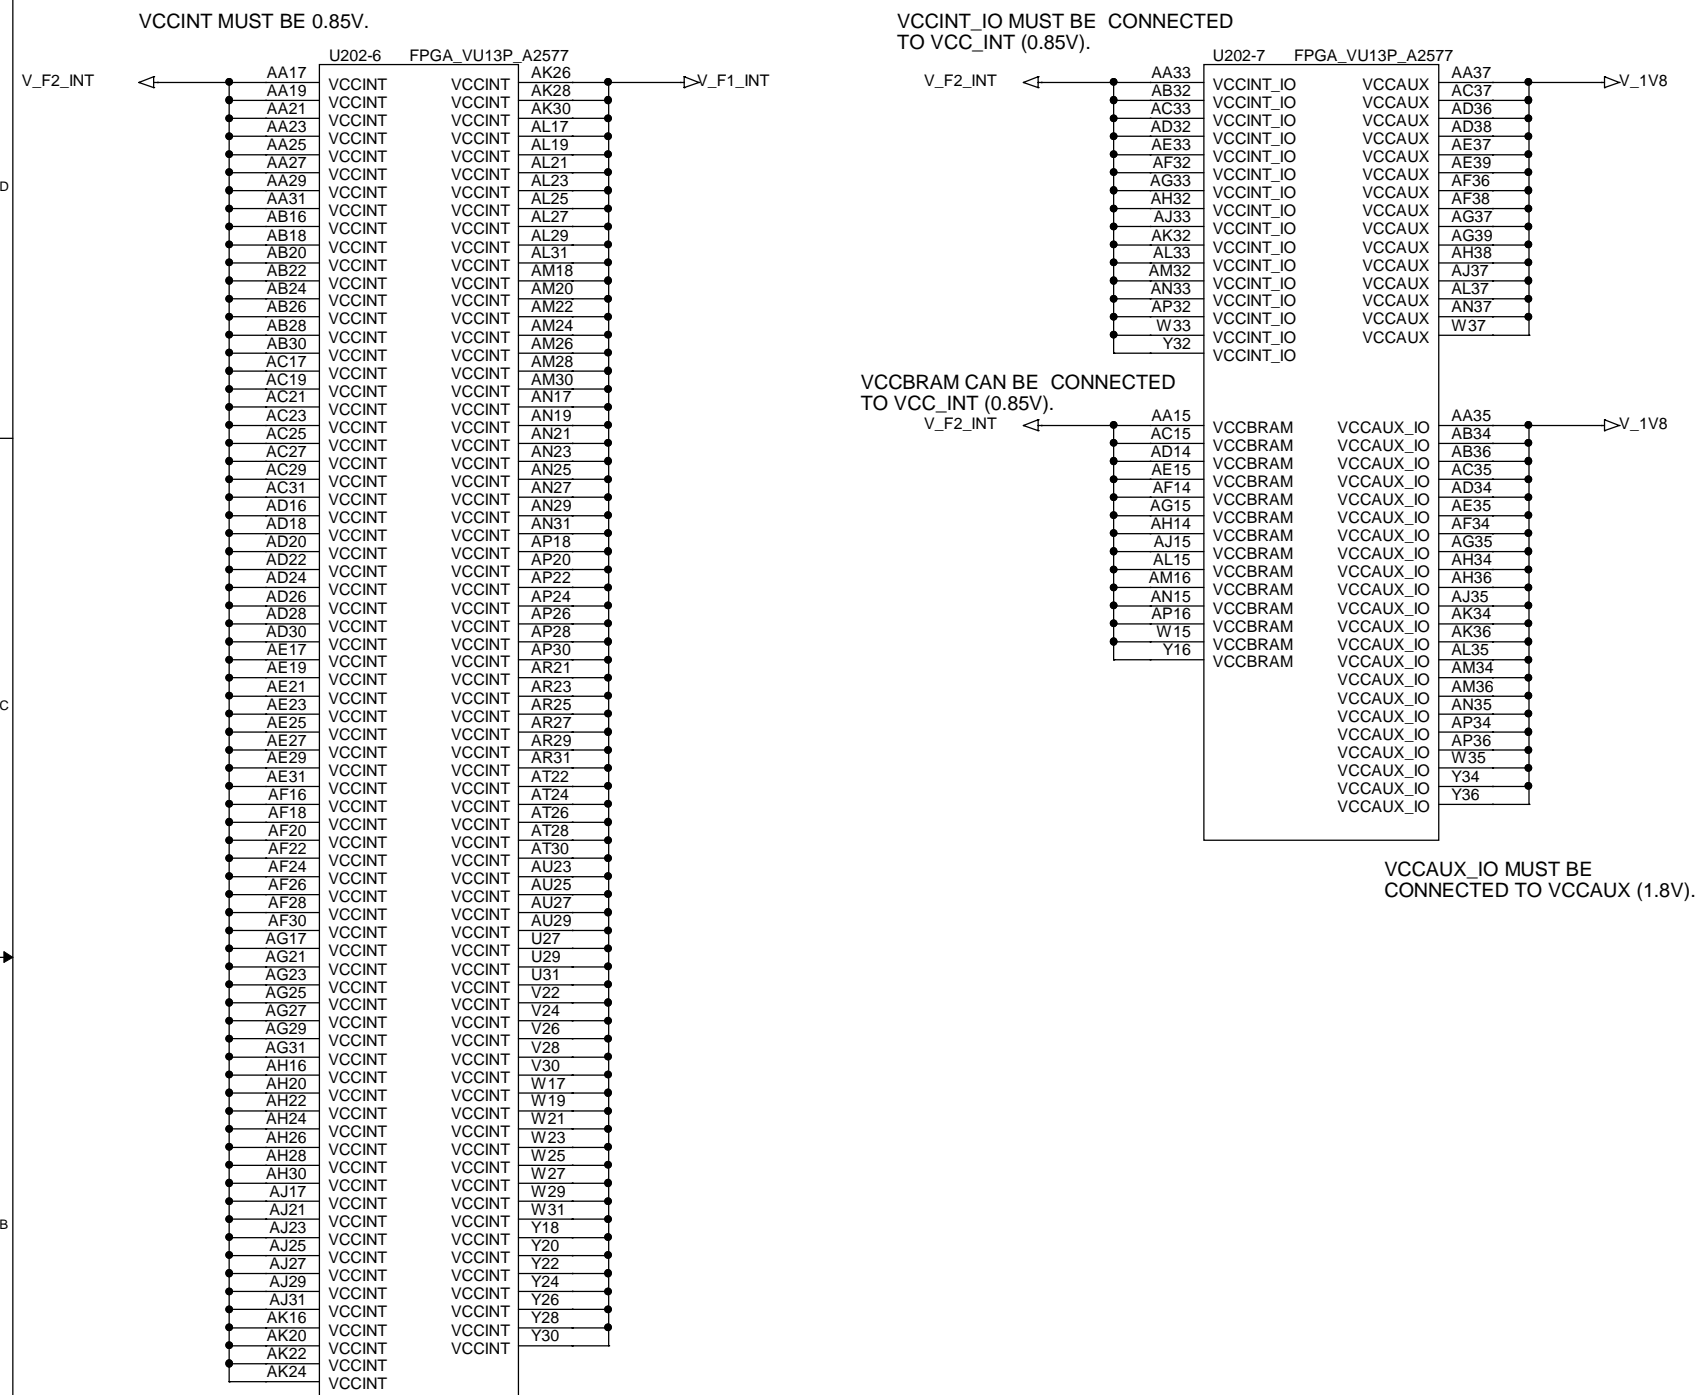 VCCINT MUST BE 0.85V.
U202-6 FPGA_VU13P_A2577
V_F2_INT AA17 VCCINT VCCINT AK26 V_F1_INT
AA19 VCCINT VCCINT AK28
AA21 VCCINT VCCINT AK30
AA23 VCCINT VCCINT AL17
AA25 VCCINT VCCINT AL19
AA27 VCCINT VCCINT AL21
AA29 VCCINT VCCINT AL23
AA31 VCCINT VCCINT AL25
AB16 VCCINT VCCINT AL27
AB18 VCCINT VCCINT AL29
AB20 VCCINT VCCINT AL31
AB22 VCCINT VCCINT AM18
AB24 VCCINT VCCINT AM20
AB26 VCCINT VCCINT AM22
AB28 VCCINT VCCINT AM24
AB30 VCCINT VCCINT AM26
AC17 VCCINT VCCINT AM28
AC19 VCCINT VCCINT AM30
AC21 VCCINT VCCINT AN17
AC23 VCCINT VCCINT AN19
AC25 VCCINT VCCINT AN21
AC27 VCCINT VCCINT AN23
AC29 VCCINT VCCINT AN25
AC31 VCCINT VCCINT AN27
AD16 VCCINT VCCINT AN29
AD18 VCCINT VCCINT AN31
AD20 VCCINT VCCINT AP18
AD22 VCCINT VCCINT AP20
AD24 VCCINT VCCINT AP22
AD26 VCCINT VCCINT AP24
AD28 VCCINT VCCINT AP26
AD30 VCCINT VCCINT AP28
AE17 VCCINT VCCINT AP30
AE19 VCCINT VCCINT AR21
AE21 VCCINT VCCINT AR23
AE23 VCCINT VCCINT AR25
AE25 VCCINT VCCINT AR27
AE27 VCCINT VCCINT AR29
AE29 VCCINT VCCINT AR31
AE31 VCCINT VCCINT AT22
AF16 VCCINT VCCINT AT24
AF18 VCCINT VCCINT AT26
AF20 VCCINT VCCINT AT28
AF22 VCCINT VCCINT AT30
AF24 VCCINT VCCINT AU23
AF26 VCCINT VCCINT AU25
AF28 VCCINT VCCINT AU27
AF30 VCCINT VCCINT AU29
AG17 VCCINT VCCINT U27
AG21 VCCINT VCCINT U29
AG23 VCCINT VCCINT U31
AG25 VCCINT VCCINT V22
AG27 VCCINT VCCINT V24
AG29 VCCINT VCCINT V26
AG31 VCCINT VCCINT V28
AH16 VCCINT VCCINT V30
AH20 VCCINT VCCINT W17
AH22 VCCINT VCCINT W19
AH24 VCCINT VCCINT W21
AH26 VCCINT VCCINT W23
AH28 VCCINT VCCINT W25
AH30 VCCINT VCCINT W27
AJ17 VCCINT VCCINT W29
AJ21 VCCINT VCCINT W31
AJ23 VCCINT VCCINT Y18
AJ25 VCCINT VCCINT Y20
AJ27 VCCINT VCCINT Y22
AJ29 VCCINT VCCINT Y24
AJ31 VCCINT VCCINT Y26
AK16 VCCINT VCCINT Y28
AK20 VCCINT VCCINT Y30
AK22 VCCINT
AK24 VCCINT
D
C
B
VCCINT_IO MUST BE CONNECTED
TO VCC_INT (0.85V).
U202-7 FPGA_VU13P_A2577
V_F2_INT AA33 VCCINT_IO VCCAUX AA37 V_1V8
AB32 VCCINT_IO VCCAUX AC37
AC33 VCCINT_IO VCCAUX AD36
AD32 VCCINT_IO VCCAUX AD38
AE33 VCCINT_IO VCCAUX AE37
AF32 VCCINT_IO VCCAUX AE39
AG33 VCCINT_IO VCCAUX AF36
AH32 VCCINT_IO VCCAUX AF38
AJ33 VCCINT_IO VCCAUX AG37
AK32 VCCINT_IO VCCAUX AG39
AL33 VCCINT_IO VCCAUX AH38
AM32 VCCINT_IO VCCAUX AJ37
AN33 VCCINT_IO VCCAUX AL37
AP32 VCCINT_IO VCCAUX AN37
W33 VCCINT_IO VCCAUX W37
Y32 VCCINT_IO
VCCBRAM CAN BE CONNECTED
TO VCC_INT (0.85V).
V_F2_INT AA15 VCCBRAM VCCAUX_IO AA35 V_1V8
AC15 VCCBRAM VCCAUX_IO AB34
AD14 VCCBRAM VCCAUX_IO AB36
AE15 VCCBRAM VCCAUX_IO AC35
AF14 VCCBRAM VCCAUX_IO AD34
AG15 VCCBRAM VCCAUX_IO AE35
AH14 VCCBRAM VCCAUX_IO AF34
AJ15 VCCBRAM VCCAUX_IO AG35
AL15 VCCBRAM VCCAUX_IO AH34
AM16 VCCBRAM VCCAUX_IO AH36
AN15 VCCBRAM VCCAUX_IO AJ35
AP16 VCCBRAM VCCAUX_IO AK34
W15 VCCBRAM VCCAUX_IO AK36
Y16 VCCBRAM VCCAUX_IO AL35
VCCAUX_IO AM34
VCCAUX_IO AM36
VCCAUX_IO AN35
VCCAUX_IO AP34
VCCAUX_IO AP36
VCCAUX_IO W35
VCCAUX_IO Y34
VCCAUX_IO Y36
VCCAUX_IO MUST BE
CONNECTED TO VCCAUX (1.8V).